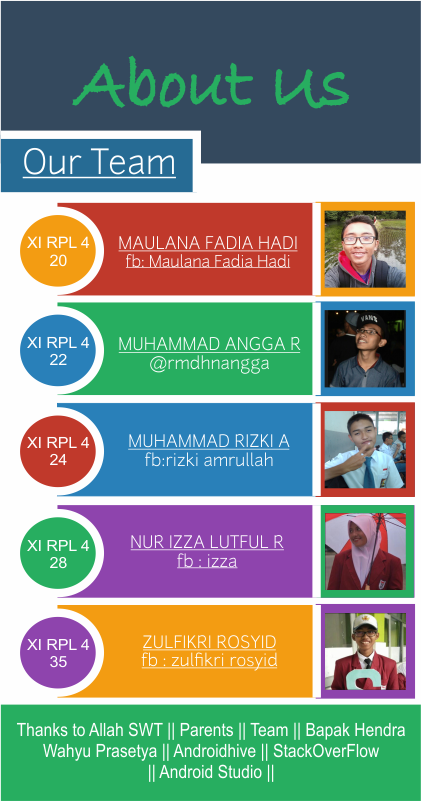 About Us
Our Team
XI RPL 4
20
MAULANA FADIA HADI
fb: Maulana Fadia Hadi
XI RPL 4
22
MUHAMMAD ANGGA R
@rmdhnangga
XI RPL 4
24
MUHAMMAD RIZKI A
fb:rizki amrullah
XI RPL 4
28
NUR IZZA LUTFUL R
fb : izza
XI RPL 4
35
ZULFIKRI ROSYID
fb : zulfikri rosyid
Thanks to Allah SWT || Parents || Team || Bapak Hendra
Wahyu Prasetya || Androidhive || StackOverFlow
|| Android Studio ||